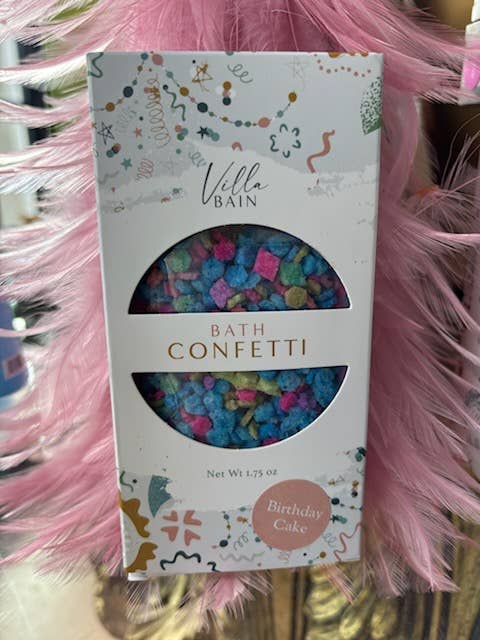 Villa
BAIN
BATH
CONFETTI
Net Wt 1.75 oz
Birthday
Cake